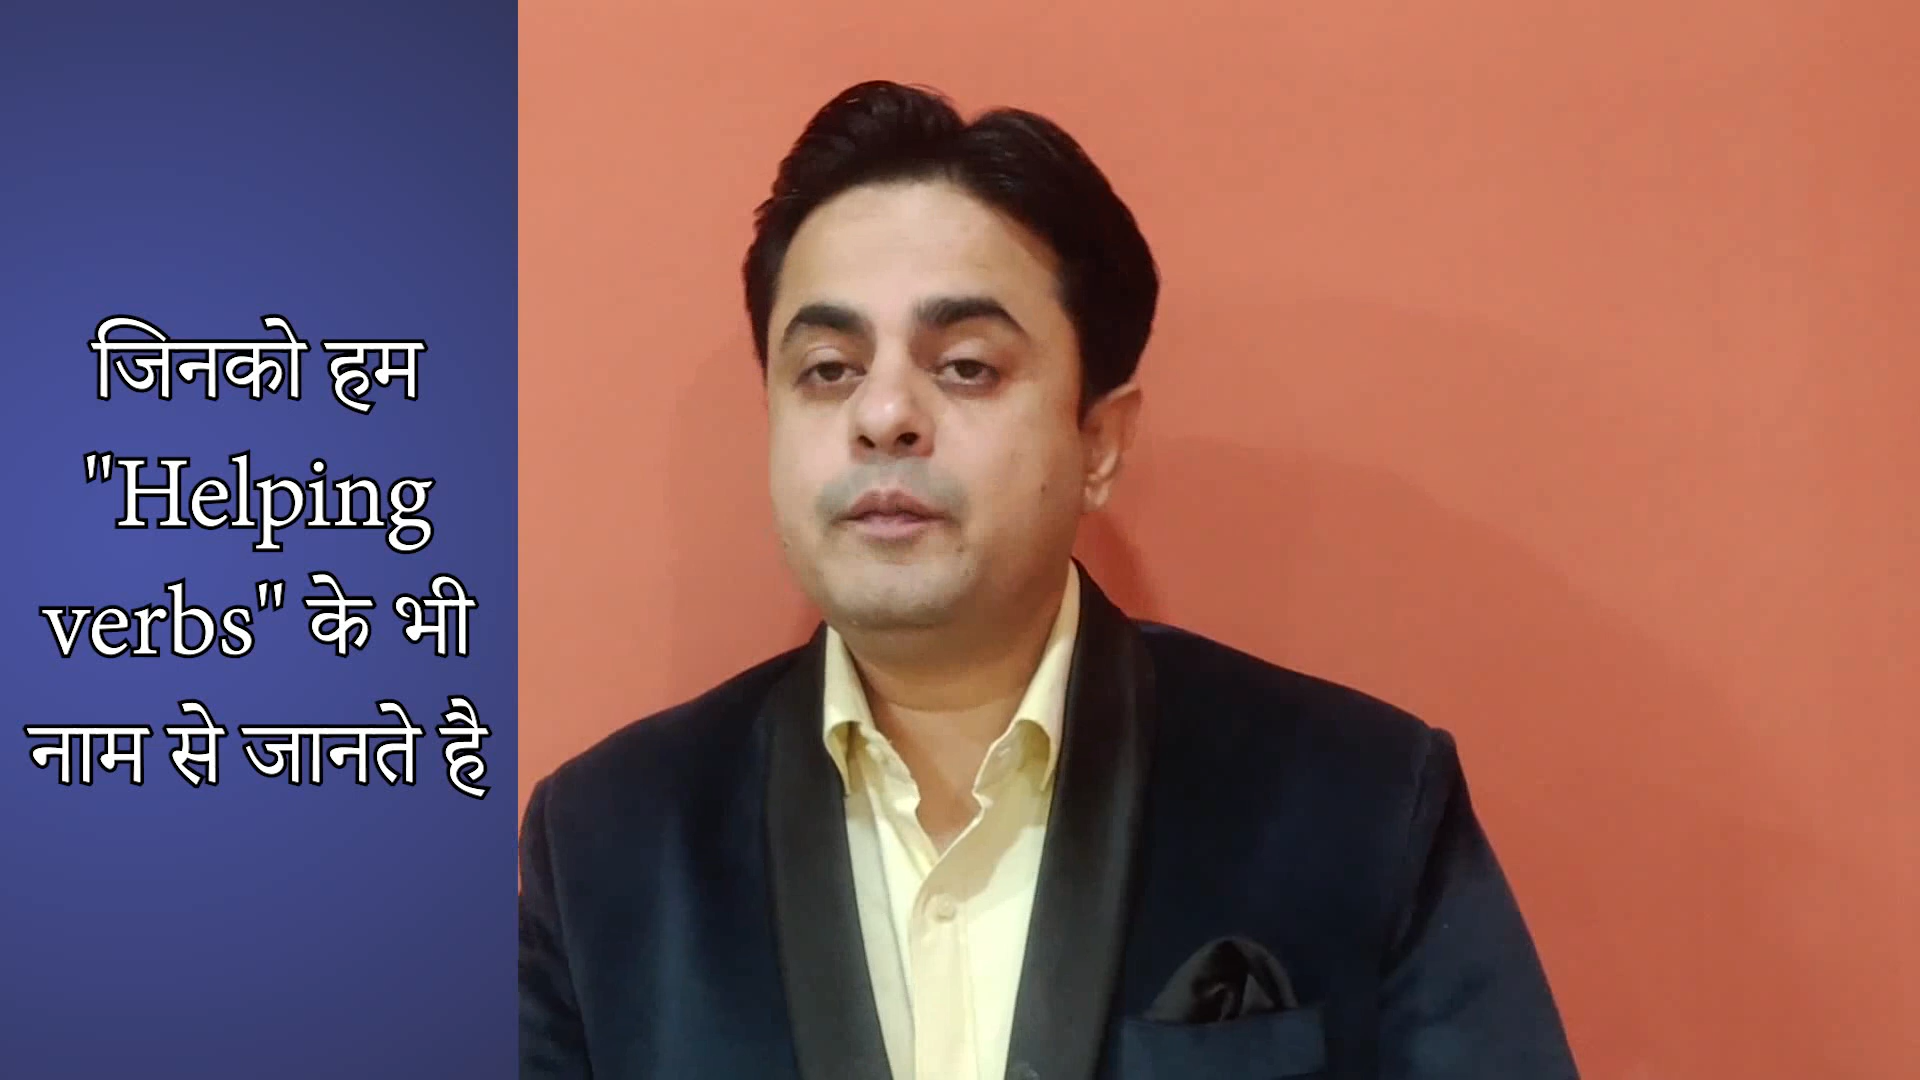 जिनको हम
"Helping
verbs" के भी
नाम से जानते है